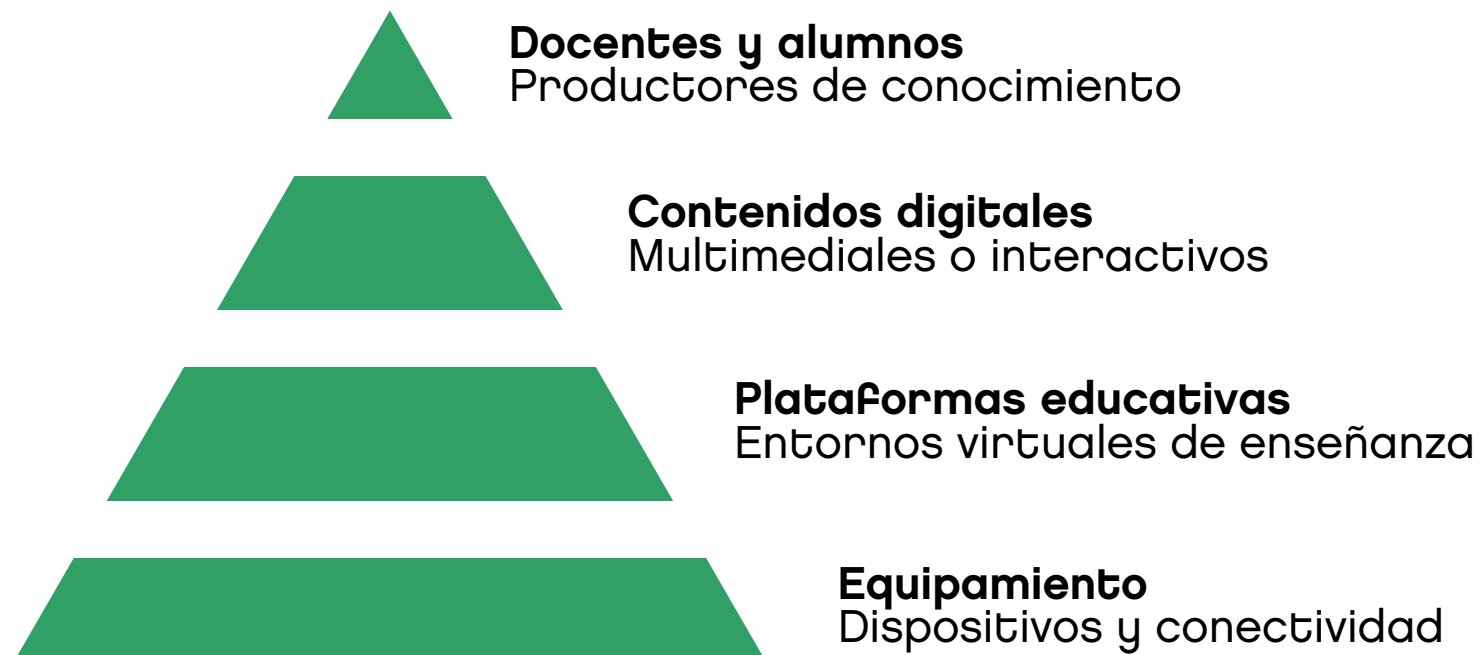 Docentes y alumnos
Productores de conocimiento
Contenidos digitales
Multimediales o interactivos
Plataformas educativas
Entornos virtuales de enseñanza
Equipamiento
Dispositivos y conectividad